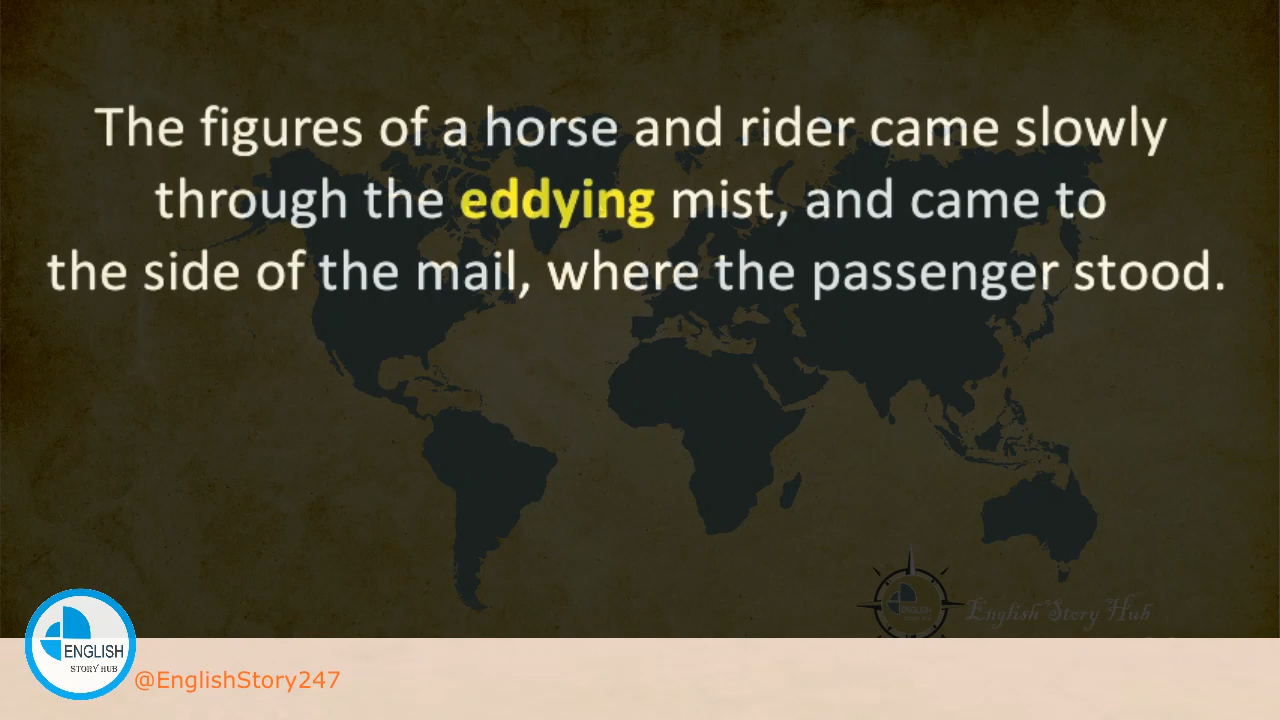 The figures of a horse and rider came slowly
through the eddying mist, and came to
the side of the mail, where the passenger stood.
English Story Hub
ENGLISH
STORY HUB
@EnglishStory247